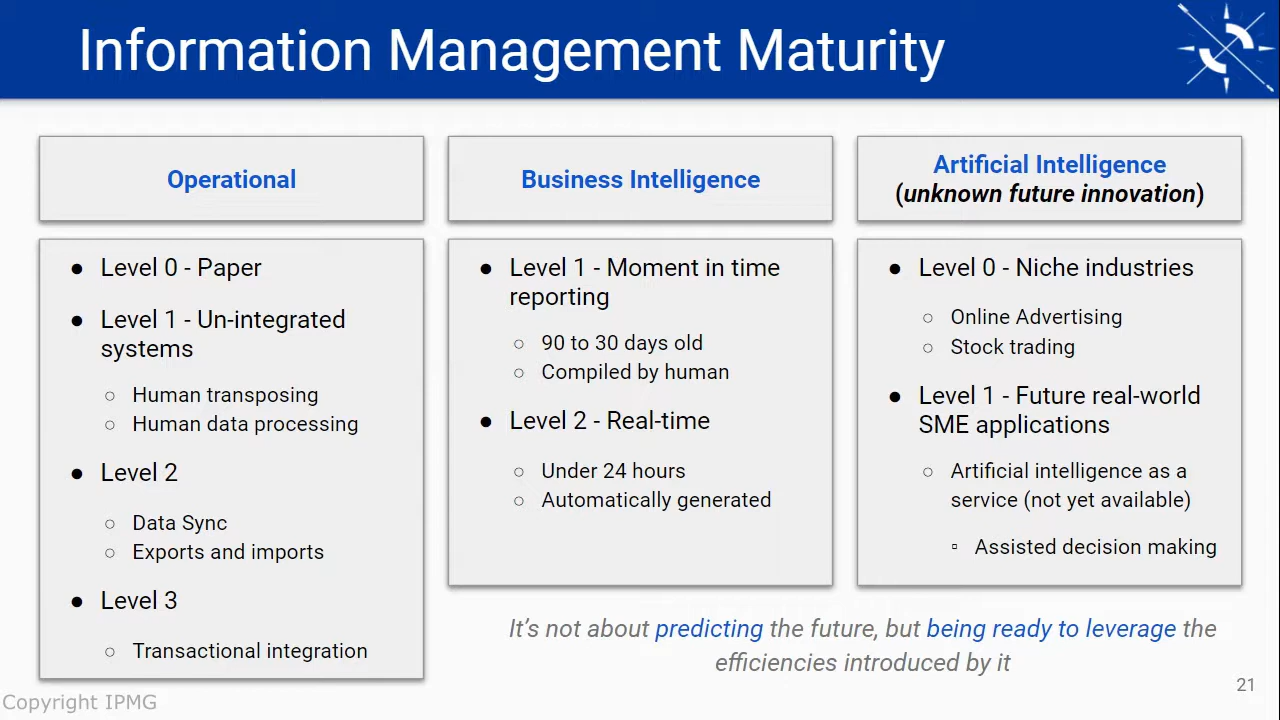 Information Management Maturity
Operational
● Level 0 - Paper
● Level 1 - Un-integrated
systems
○ Human transposing
○ Human data processing
● Level 2
○ Data Sync
○ Exports and imports
● Level 3
○ Transactional integration
Business Intelligence
● Level 1 - Moment in time
reporting
○ 90 to 30 days old
○ Compiled by human
● Level 2 - Real-time
○ Under 24 hours
○ Automatically generated
Artificial Intelligence
(unknown future innovation)
● Level 0 - Niche industries
○ Online Advertising
○ Stock trading
● Level 1 - Future real-world
SME applications
○ Artificial intelligence as a
service (not yet available)
▫ Assisted decision making
It’s not about predicting the future, but being ready to leverage the
efficiencies introduced by it
21
Copyright IPMG